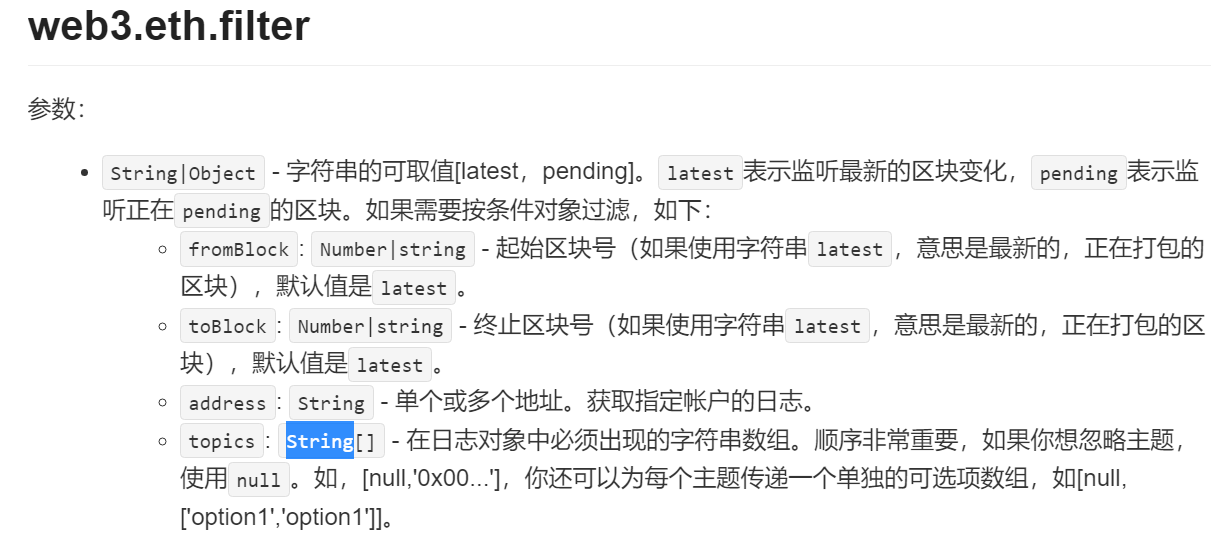 web3.eth.filter
参数：
• String|Object - 字符串的可取值[latest，pending]。latest表示监听最新的区块变化，pending表示监
听正在pending的区块。如果需要按条件对象过滤，如下：
◦ fromBlock: Number|string - 起始区块号（如果使用字符串latest，意思是最新的，正在打包的
区块），默认值是latest。
◦ toBlock: Number|string - 终止区块号（如果使用字符串latest，意思是最新的，正在打包的区
块），默认值是latest。
◦ address: String - 单个或多个地址。获取指定帐户的日志。
◦ topics: String[] - 在日志对象中必须出现的字符串数组。顺序非常重要，如果你想忽略主题，
使用null。如，[null,'0x00...']，你还可以为每个主题传递一个单独的可选项数组，如[null,
['option1','option1']]。